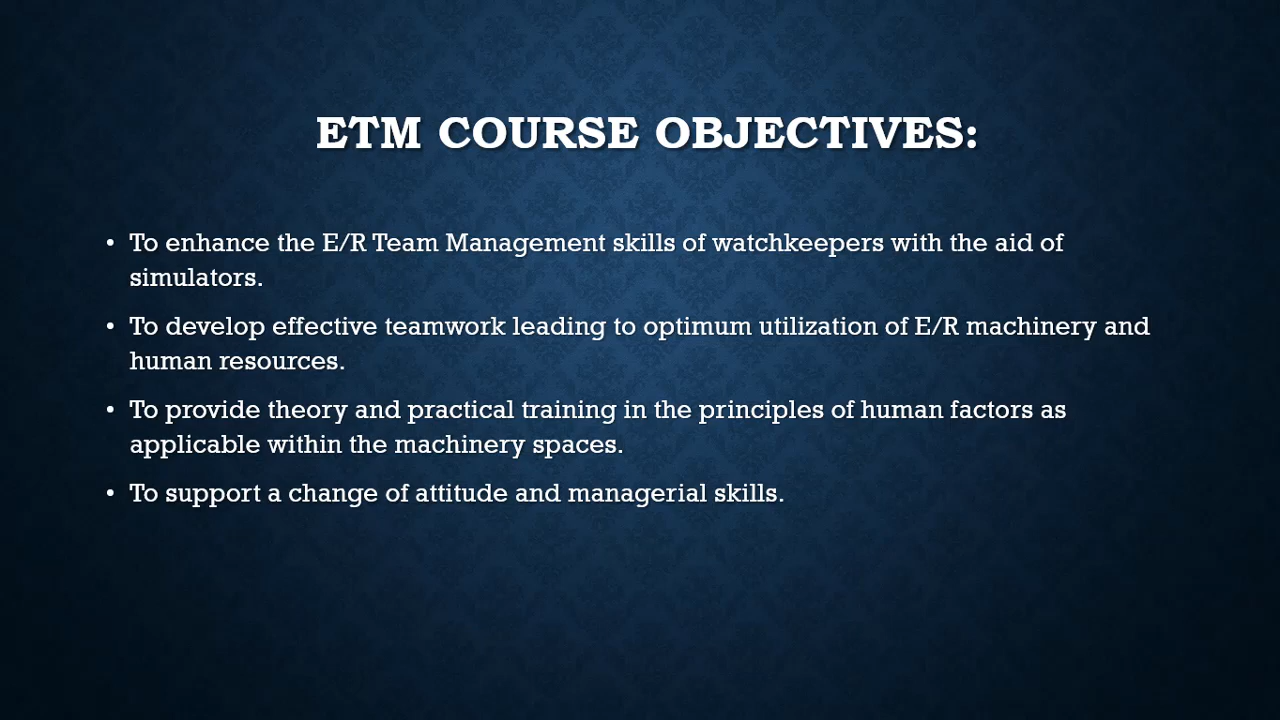 ETM COURSE OBJECTIVES:
• To enhance the E/R Team Management skills of watchkeepers with the aid of
simulators.
• To develop effective teamwork leading to optimum utilization of E/R machinery and
human resources.
• To provide theory and practical training in the principles of human factors as
applicable within the machinery spaces.
• To support a change of attitude and managerial skills.